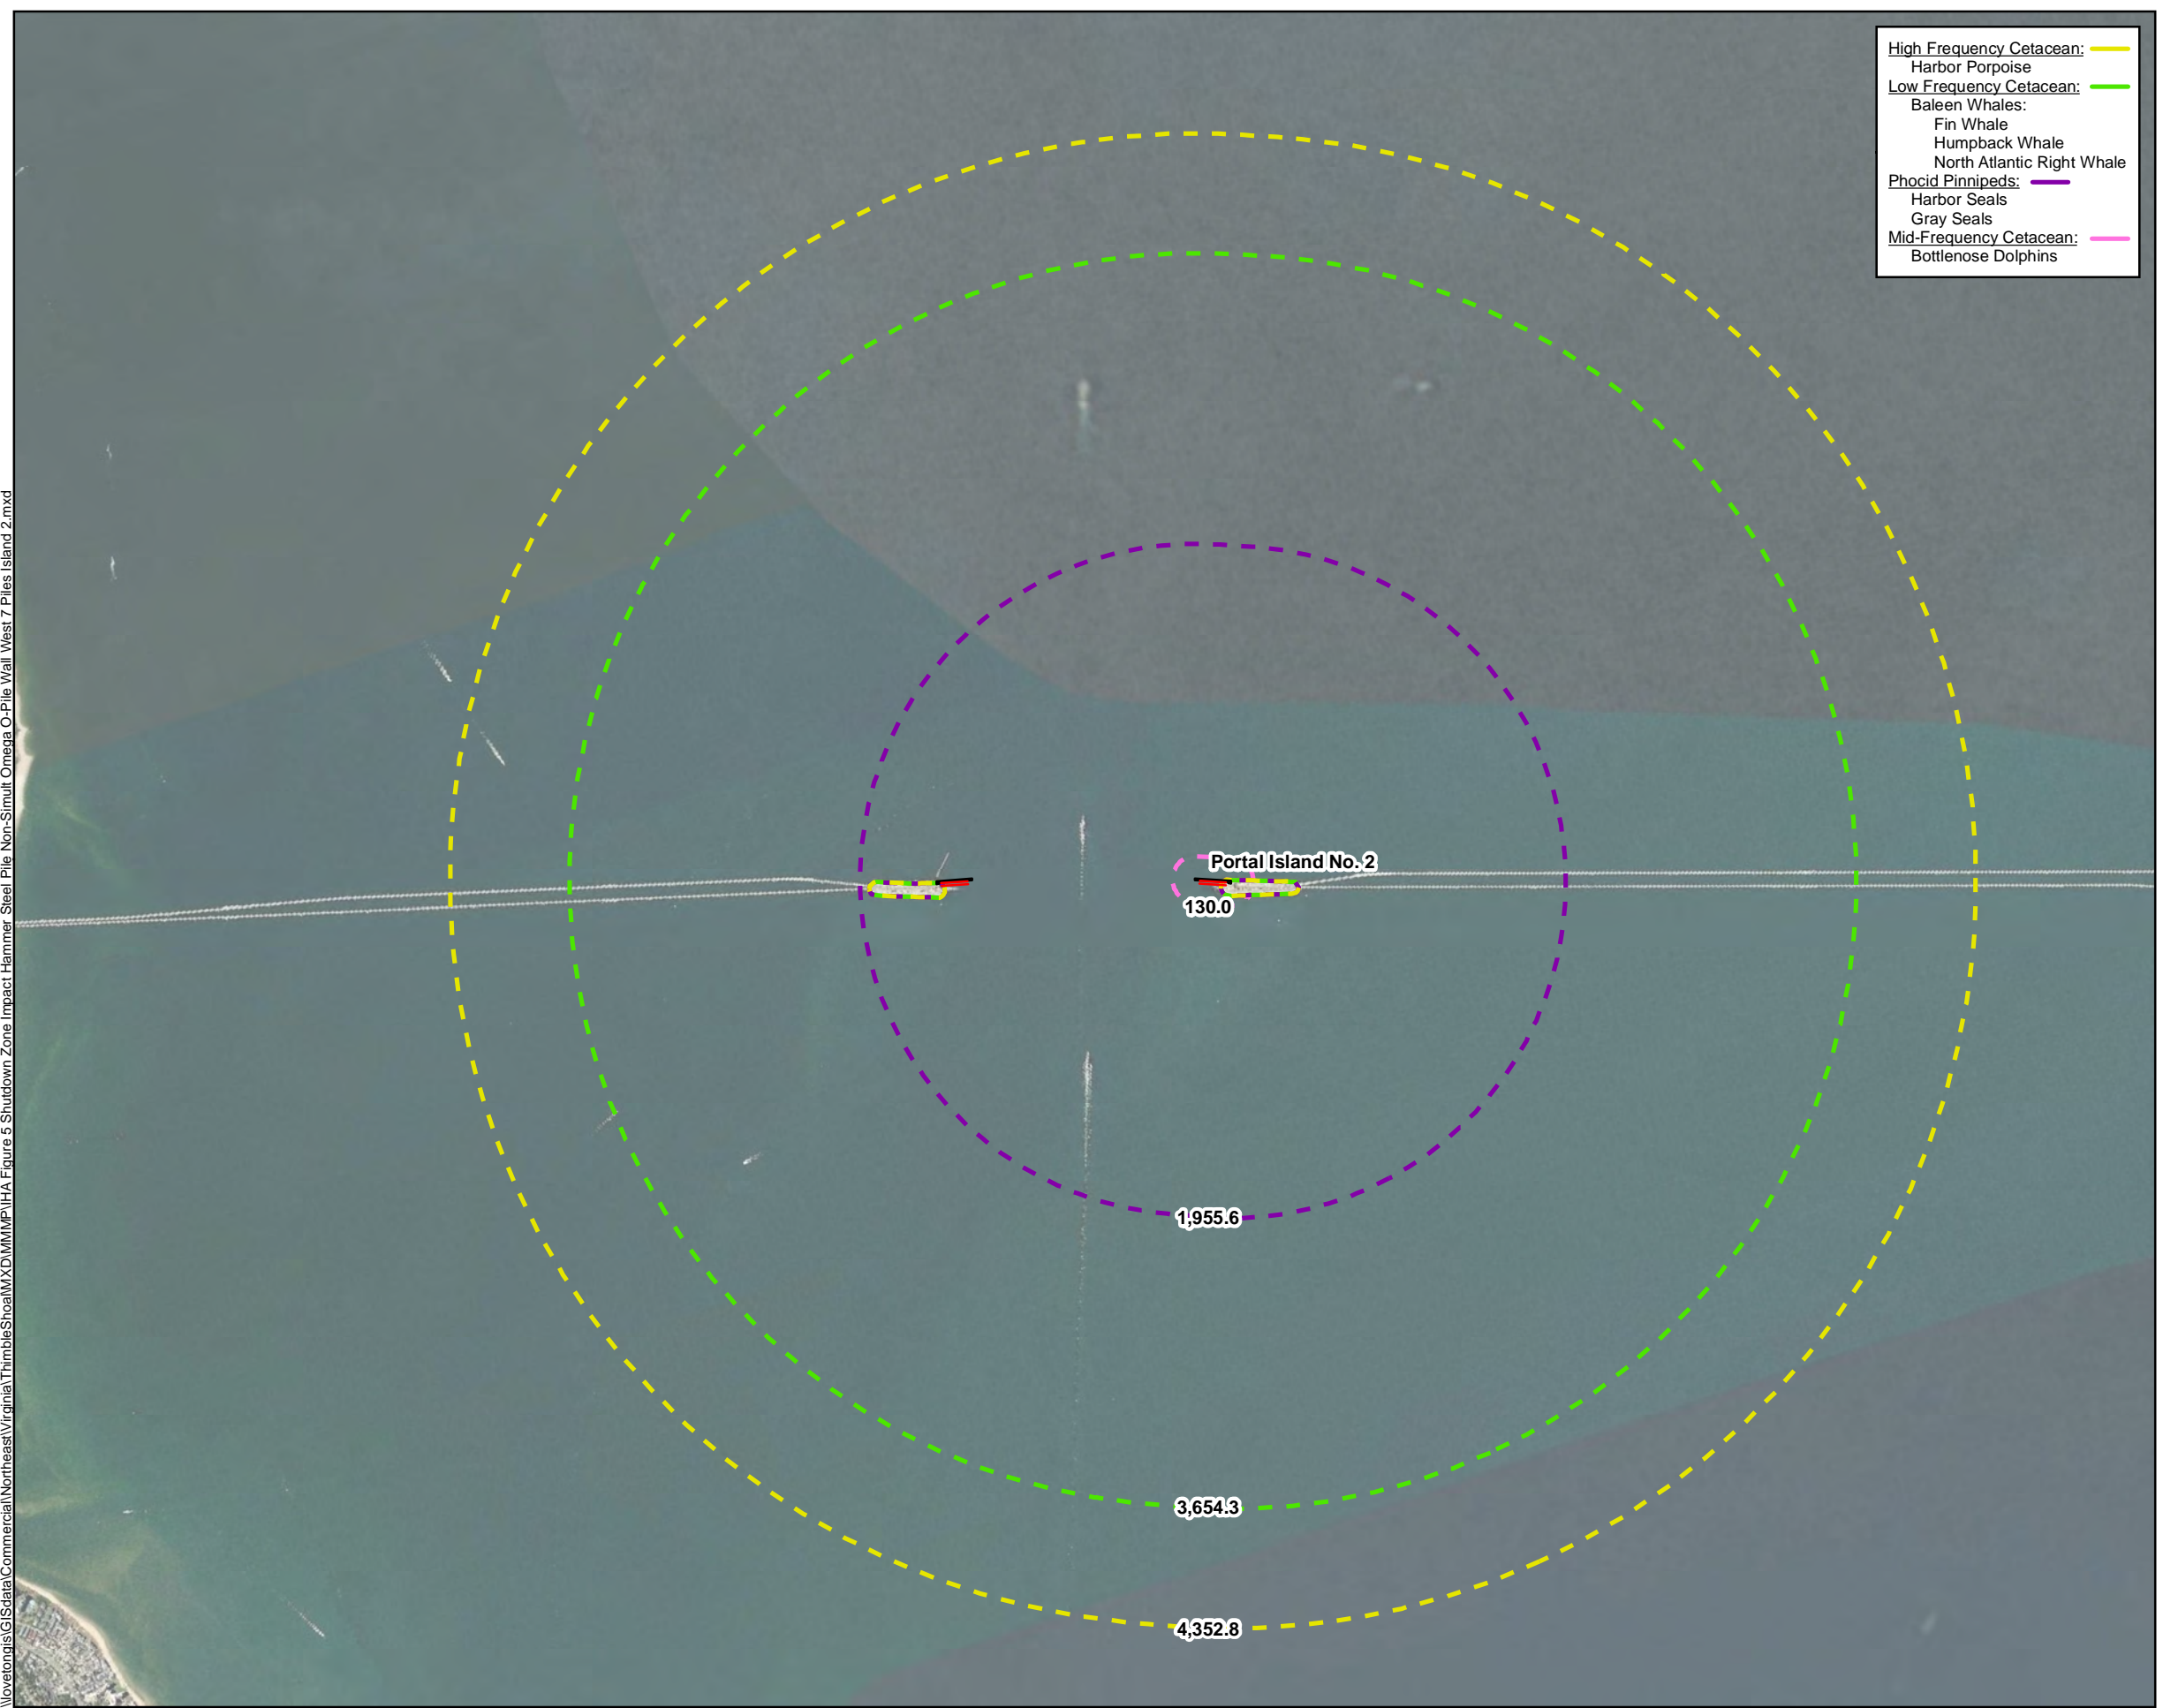 High Frequency Cetacean:
Harbor Porpoise
Low Frequency Cetacean:
Baleen Whales:
Fin Whale
Humpback Whale
North Atlantic Right Whale
Phocid Pinnipeds:
Harbor Seals
Gray Seals
Mid-Frequency Cetacean:
Bottlenose Dolphins
Portal Island No. 2
130.0
1,955.6
3,654.3
4,352.8
\\lovetongis\GISdata\Commercial\Northeast\Virginia\ThimbleShoal\MXD\MMMP\IHA Figure 5 Shutdown Zone Impact Hammer Steel Pile Non-Simult Omega O-Pile Wall West 7 Piles Island 2.mxd